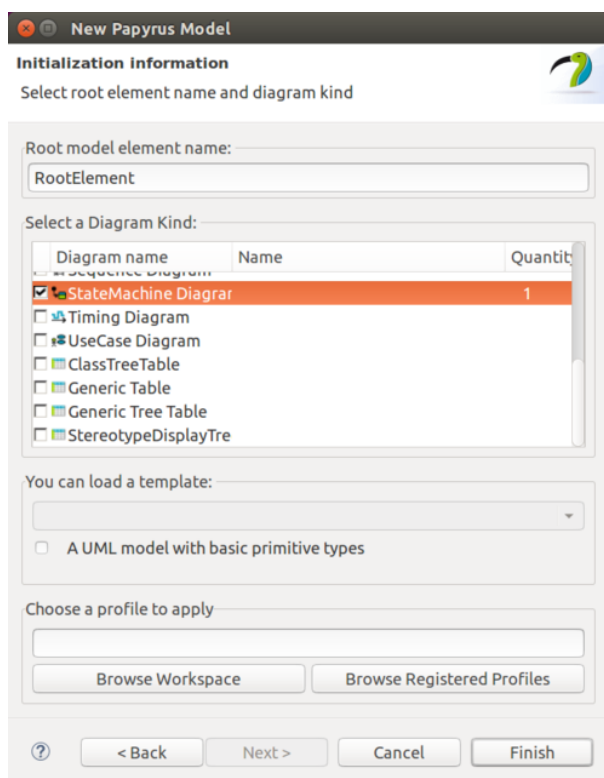 New Papyrus Model
Initialization information
Select root element name and diagram kind
Root model element name:
RootElement
Select a Diagram Kind:
Diagram name Name Quantit
Sequence Diagram
StateMachine Diagrar 1
Timing Diagram
UseCase Diagram
ClassTreeTable
Generic Table
Generic Tree Table
StereotypeDisplayTre
You can load a template:
A UML model with basic primitive types
Choose a profile to apply
Browse Workspace Browse Registered Profiles
? < Back Next > Cancel Finish